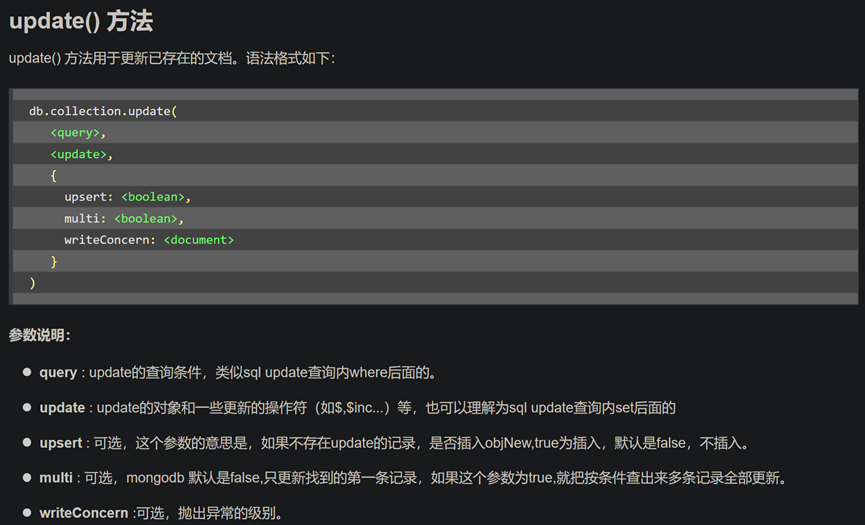 update() 方法
update() 方法用于更新已存在的文档。语法格式如下:
db.collection.update(
<query>,
<update>,
{
upsert: <boolean>,
multi: <boolean>,
writeConcern: <document>
}
)
参数说明:
query : update的查询条件，类似sql update查询内where后面的。
update : update的对象和一些更新的操作符（如$,$inc...）等，也可以理解为sql update查询内set后面的
upsert : 可选，这个参数的意思是，如果不存在update的记录，是否插入objNew,true为插入，默认是false，不插入。
multi : 可选，mongodb 默认是false,只更新找到的第一条记录，如果这个参数为true,就把按条件查出来多条记录全部更新。
writeConcern :可选，抛出异常的级别。